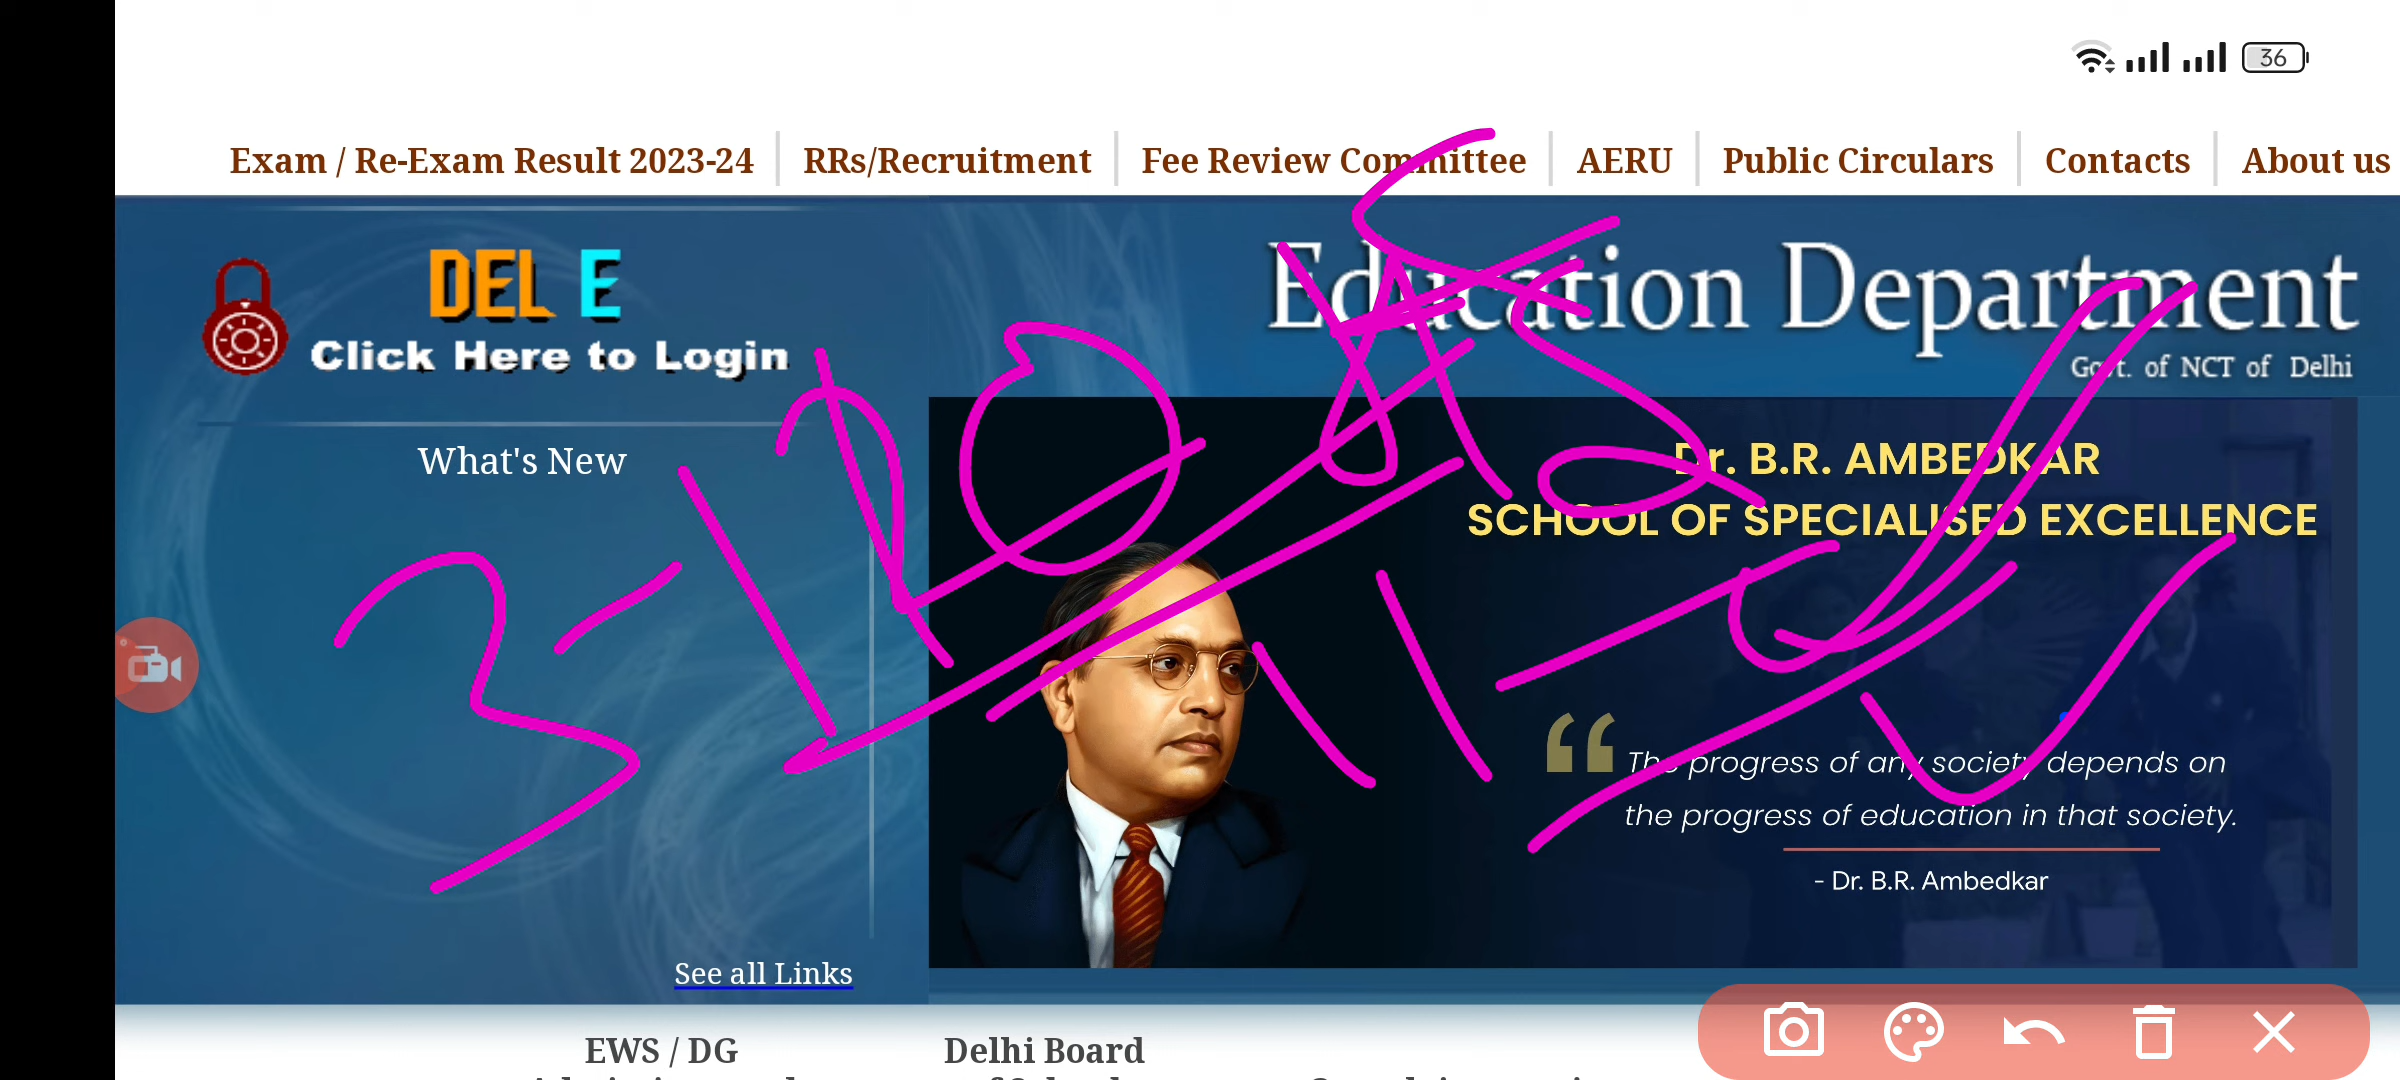 36
Exam / Re-Exam Result 2023-24 RRs/Recruitment Fee Review Committee AERU Public Circulars Contacts About us
DEL E
Click Here to Login
Education Department
Govt. of NCT of Delhi
What's New
Dr. B.R. AMBEDKAR
SCHOOL OF SPECIALISED EXCELLENCE
“ The progress of any society depends on
the progress of education in that society.
- Dr. B.R. Ambedkar
See all Links
EWS / DG Delhi Board